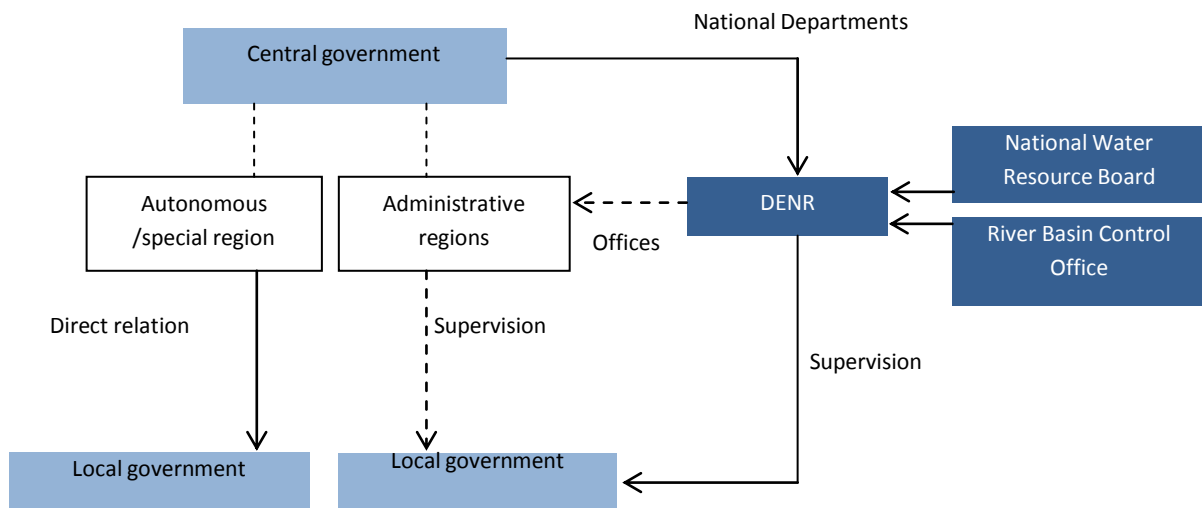 National Departments
Central government
National Water
Resource Board
Autonomous
/special region
Administrative
regions
DENR
Offices
River Basin Control
Office
Direct relation
Supervision
Supervision
Local government
Local government